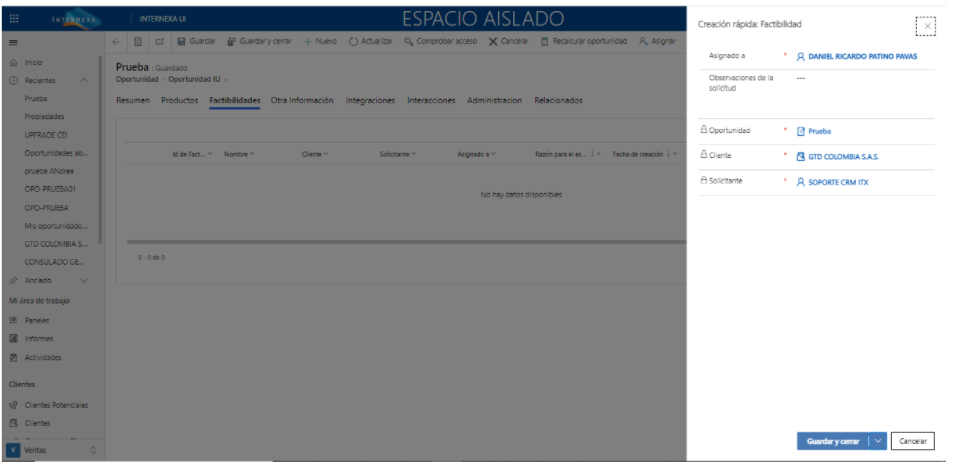 INTERNEXA
INTERNEXA UI
ESPACIO AISLADO
Guardar
Guardar y cerrar
Nuevo
Actualizar
Comprobar acceso
Cancelar
Recalcular oportunidad
Asignar
Inicio
Recientes
Prueba
Propiedades
UPFRADE CEI
Oportunidades ab...
prueba ANdrea
OPO-PRUEBA01
OPO-PRUEBA
Mis oportunidade...
GTD COLOMBIA S...
CONSULADO GE...
Anclado
Mi área de trabajo
Paneles
Informes
Actividades
Clientes
Clientes Potenciales
Clientes
V Ventas
Prueba : Guardado
Oportunidad · Oportunidad IU
Resumen Productos Factibilidades Otra Información Integraciones Interacciones Administracion Relacionados
Id de Fact... Nombre Cliente Solicitante Asignado a Razón para el es... Fecha de creación
No hay datos disponibles
0 - 0 de 0
Creación rápida: Factibilidad
Asignado a * DANIEL RICARDO PATINO PAVAS
Observaciones de la ---
solicitud
Oportunidad * Prueba
Cliente * GTD COLOMBIA S.A.S.
Solicitante * SOPORTE CRM ITX
Guardar y cerrar
Cancelar